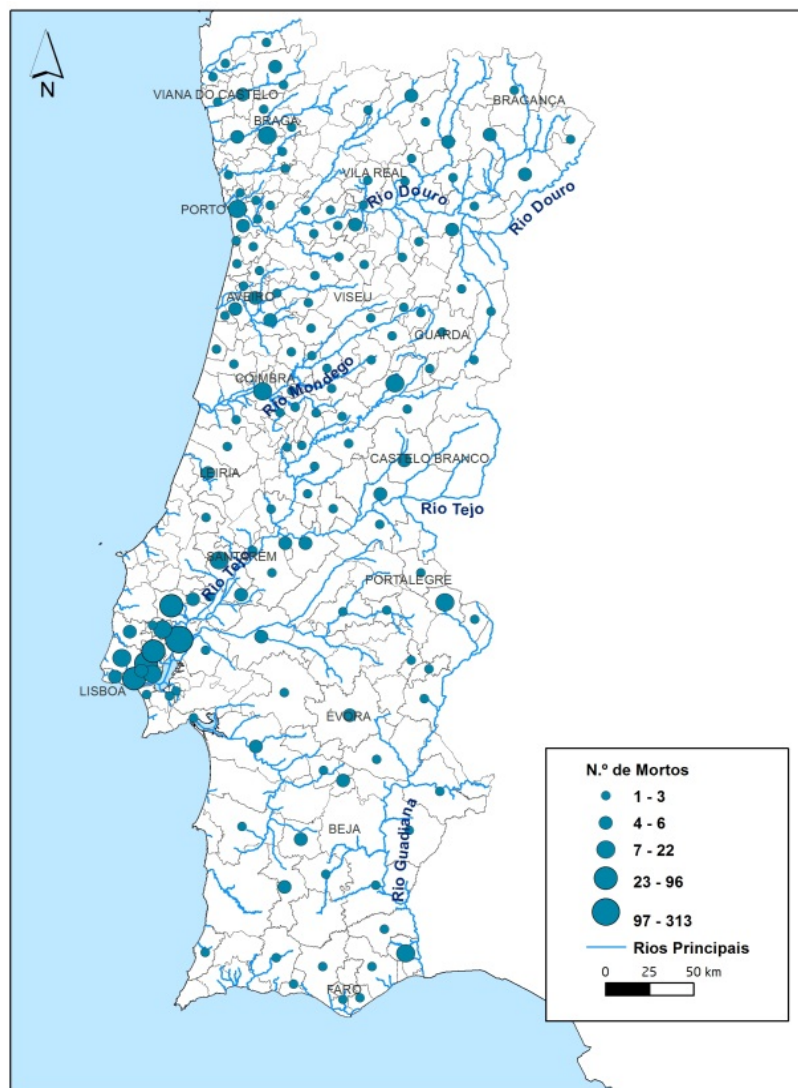 N
VIANA DO CASTELO
BRAGANÇA
BRAGA
VILA REAL
Rio Douro
PORTO
Rio Douro
AVEIRO
VISEU
GUARDA
COIMBRA
Rio Mondego
CASTELO BRANCO
LEIRIA
Rio Tejo
SANTARÉM
Rio Tejo
PORTALEGRE
LISBOA
ÉVORA
BEJA
Rio Guadiana
FARO
N.º de Mortos
1 - 3
4 - 6
7 - 22
23 - 96
97 - 313
Rios Principais
0 25 50 km